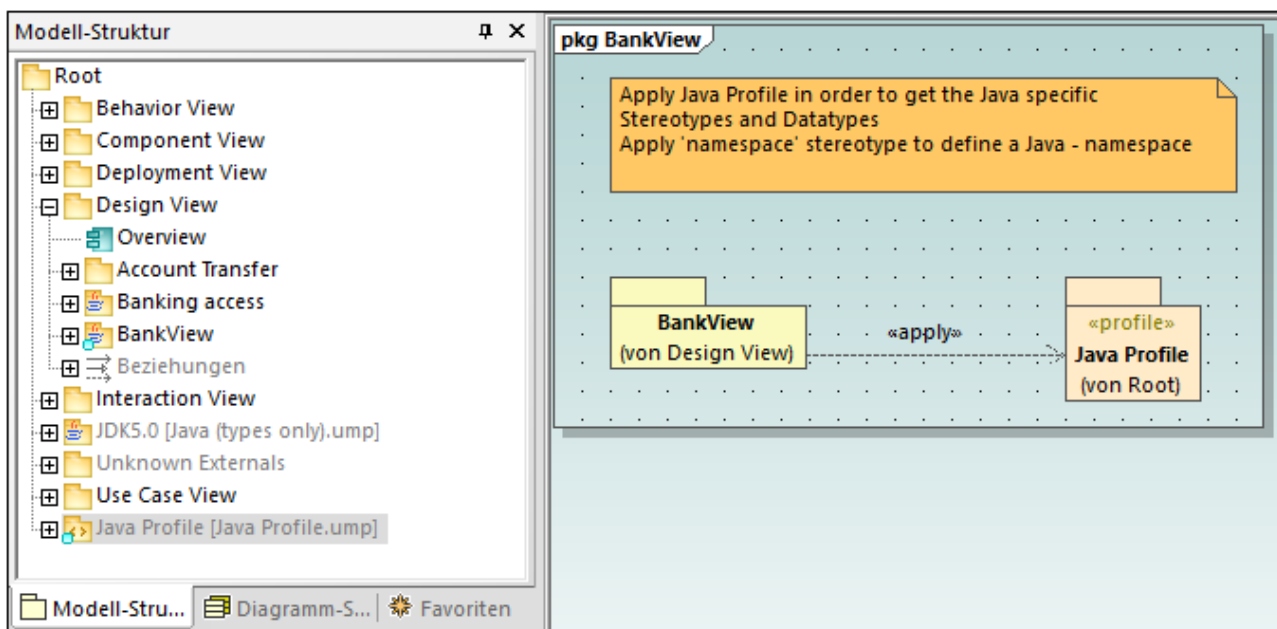 Modell-Struktur
Root
Behavior View
Component View
Deployment View
Design View
Overview
Account Transfer
Banking access
BankView
Beziehungen
Interaction View
JDK5.0 [Java (types only).ump]
Unknown Externals
Use Case View
Java Profile [Java Profile.ump]
Modell-Stru...
Diagramm-S...
Favoriten
pkg BankView
Apply Java Profile in order to get the Java specific
Stereotypes and Datatypes
Apply 'namespace' stereotype to define a Java - namespace
BankView
(von Design View)
«apply»
«profile»
Java Profile
(von Root)